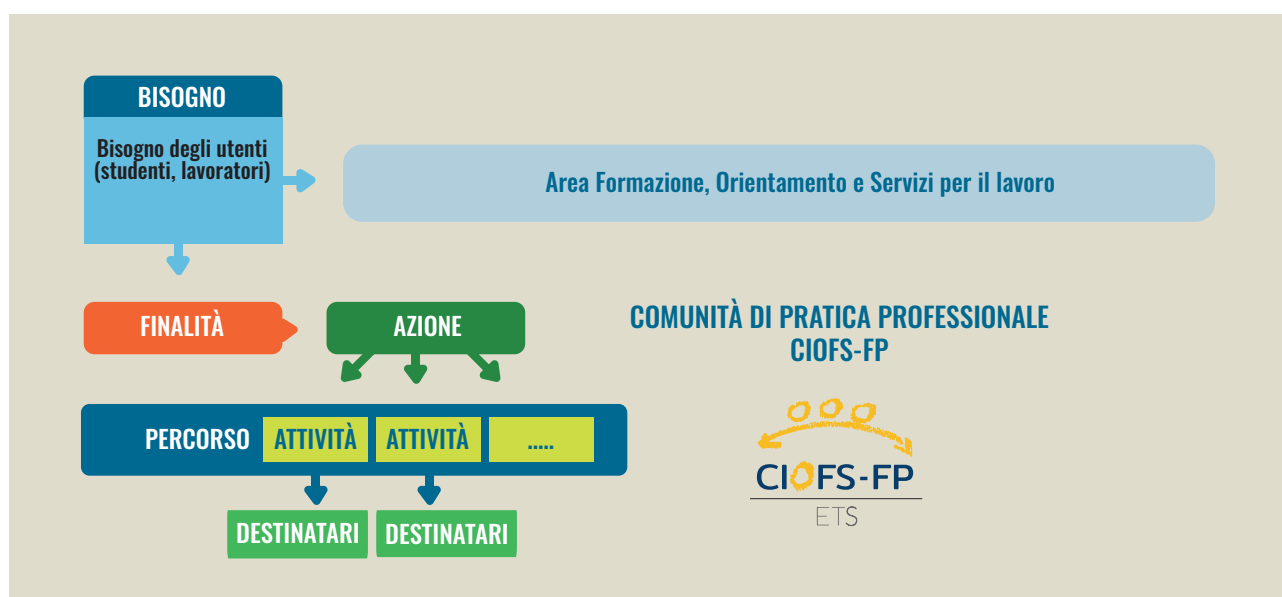 BISOGNO
Bisogno degli utenti
(studenti, lavoratori)
Area Formazione, Orientamento e Servizi per il lavoro
FINALITÀ
AZIONE
COMUNITÀ DI PRATICA PROFESSIONALE
CIOFS-FP
PERCORSO
ATTIVITÀ
ATTIVITÀ
.....
DESTINATARI
DESTINATARI
CIOFS-FP
ETS